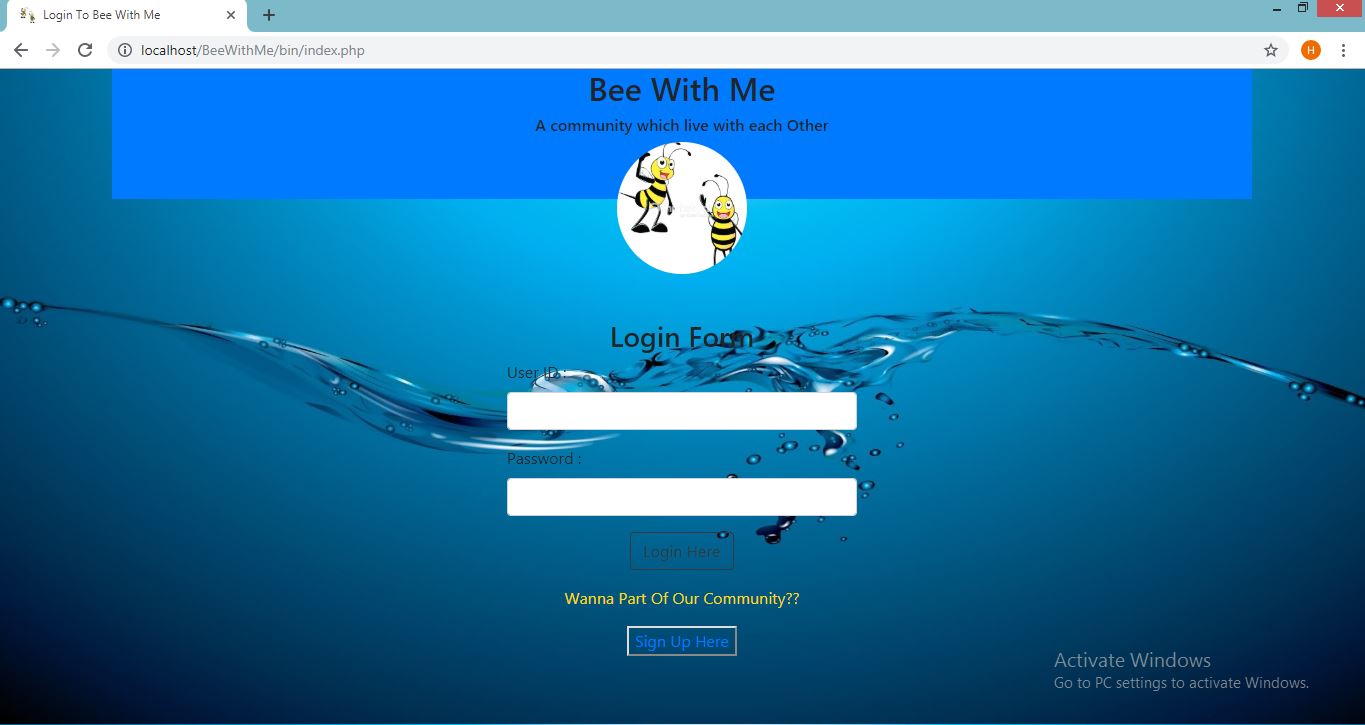 Login To Bee With Me
localhost/BeeWithMe/bin/index.php
H
Bee With Me
A community which live with each Other
Login Form
User ID :
Password :
Login Here
Wanna Part Of Our Community??
Sign Up Here
Activate Windows
Go to PC settings to activate Windows.